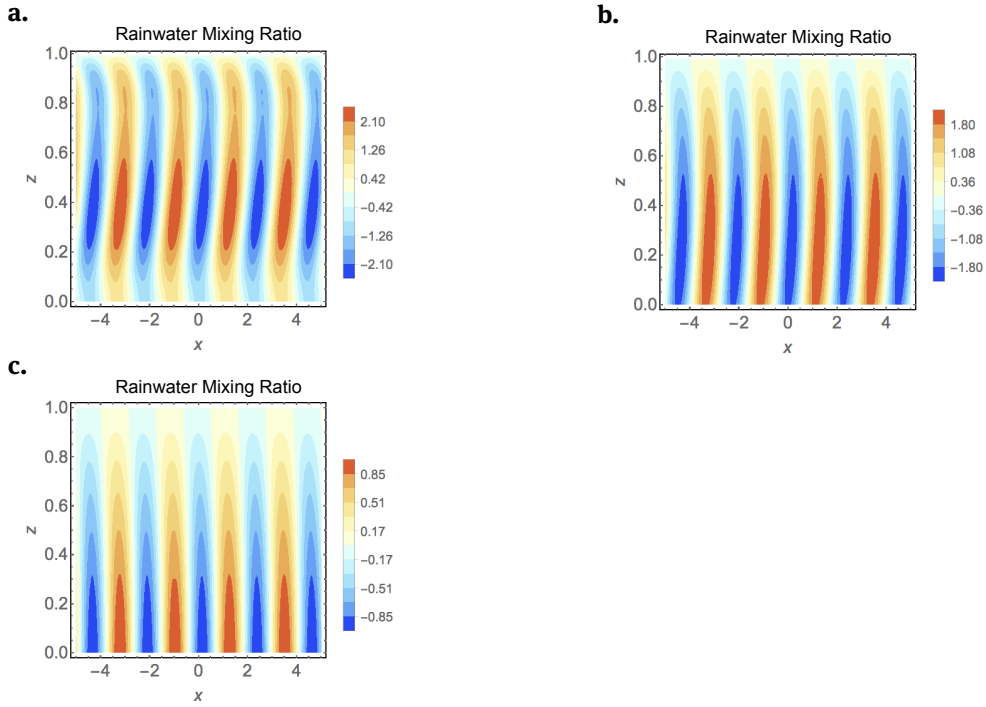 a.
Rainwater Mixing Ratio
1.0
0.8
0.6
0.4
0.2
0.0
z
−4 −2 0 2 4
x
2.10
1.26
0.42
−0.42
−1.26
−2.10
b.
Rainwater Mixing Ratio
1.0
0.8
0.6
0.4
0.2
0.0
z
−4 −2 0 2 4
x
1.80
1.08
0.36
−0.36
−1.08
−1.80
c.
Rainwater Mixing Ratio
1.0
0.8
0.6
0.4
0.2
0.0
z
−4 −2 0 2 4
x
0.85
0.51
0.17
−0.17
−0.51
−0.85